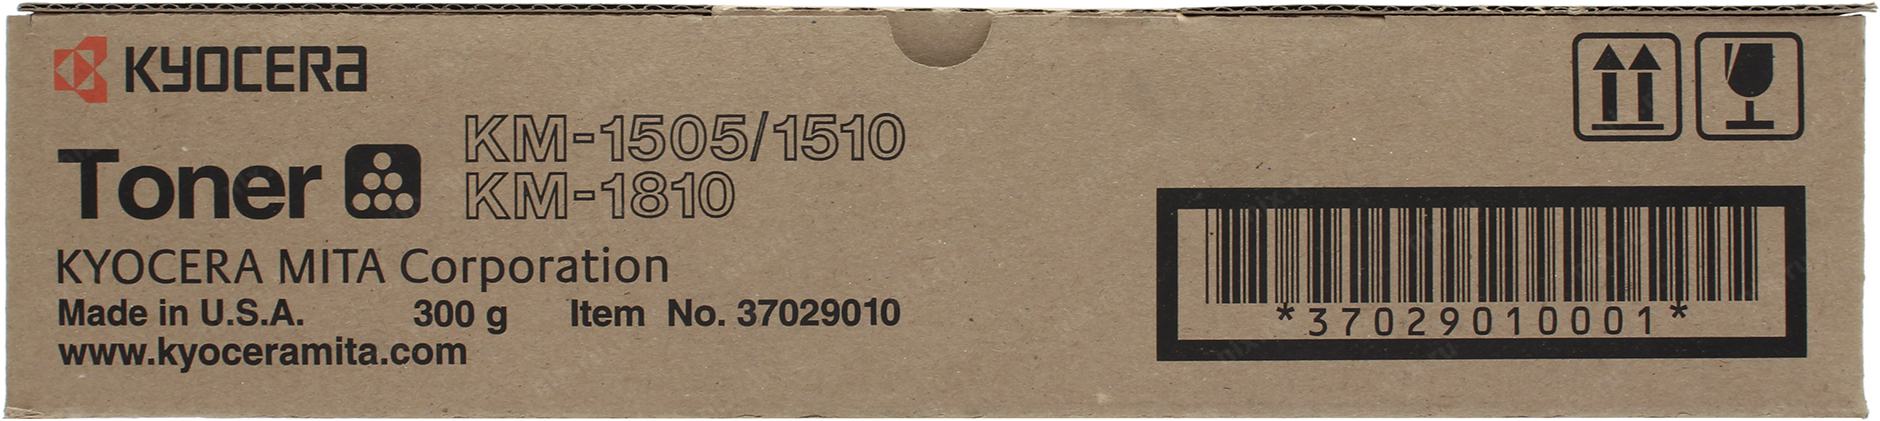 KYOCERA
Toner
KM-1505/1510
KM-1810
KYOCERA MITA Corporation
Made in U.S.A. 300 g Item No. 37029010
www.kyoceramita.com
*37029010001*